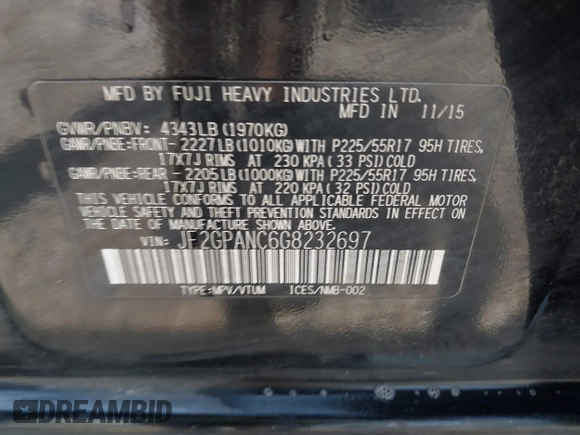 MFD BY FUJI HEAVY INDUSTRIES LTD.
MFD IN 11/15
GVWR/PNBV: 4343LB(1970KG)
GAWR/PNBE:FRONT- 2227LB(1010KG)WITH P225/55R17 95H TIRES,
17X7J RIMS AT 230 KPA(33 PSI)COLD
GAWR/PNBE:REAR - 2205LB(1000KG)WITH P225/55R17 95H TIRES,
17X7J RIMS AT 220 KPA(32 PSI)COLD
THIS VEHICLE CONFORMS TO ALL APPLICABLE FEDERAL MOTOR
VEHICLE SAFETY AND THEFT PREVENTION STANDARDS IN EFFECT
ON THE DATE OF MANUFACTURE SHOWN ABOVE.
VIN: JF2GPANC6G8232697
TYPE:MPV/VTUM ICES/NMB-002
DREAMBID